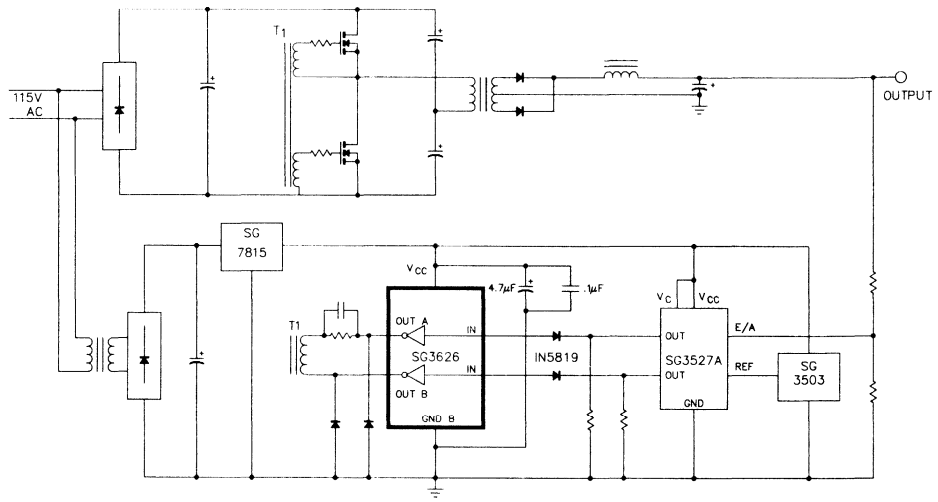 T1
115V
AC
OUTPUT
SG
7815
VCC
4.7µF
.1µF
VC
VCC
T1
OUT A
IN
OUT
E/A
SG3626
IN5819
SG3527A
IN
OUT
REF
SG
3503
OUT B
GND B
GND